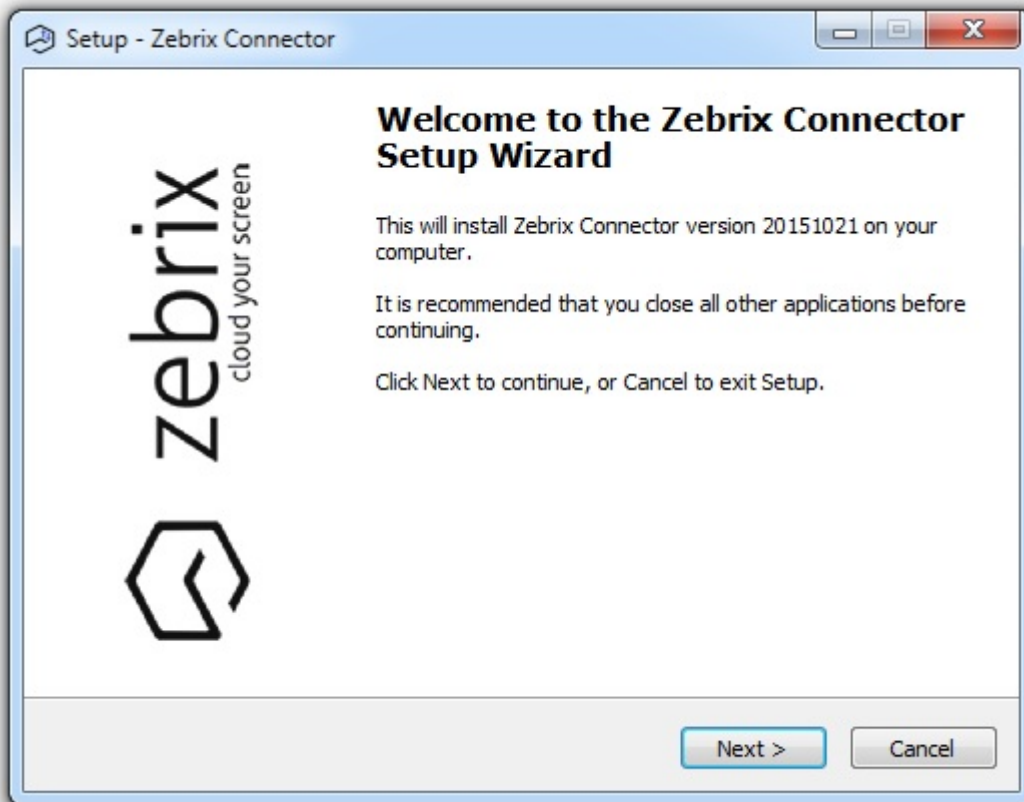 Setup - Zebrix Connector
Welcome to the Zebrix Connector
Setup Wizard
This will install Zebrix Connector version 20151021 on your
computer.
It is recommended that you close all other applications before
continuing.
Click Next to continue, or Cancel to exit Setup.
zebrix
cloud your screen
Next >
Cancel